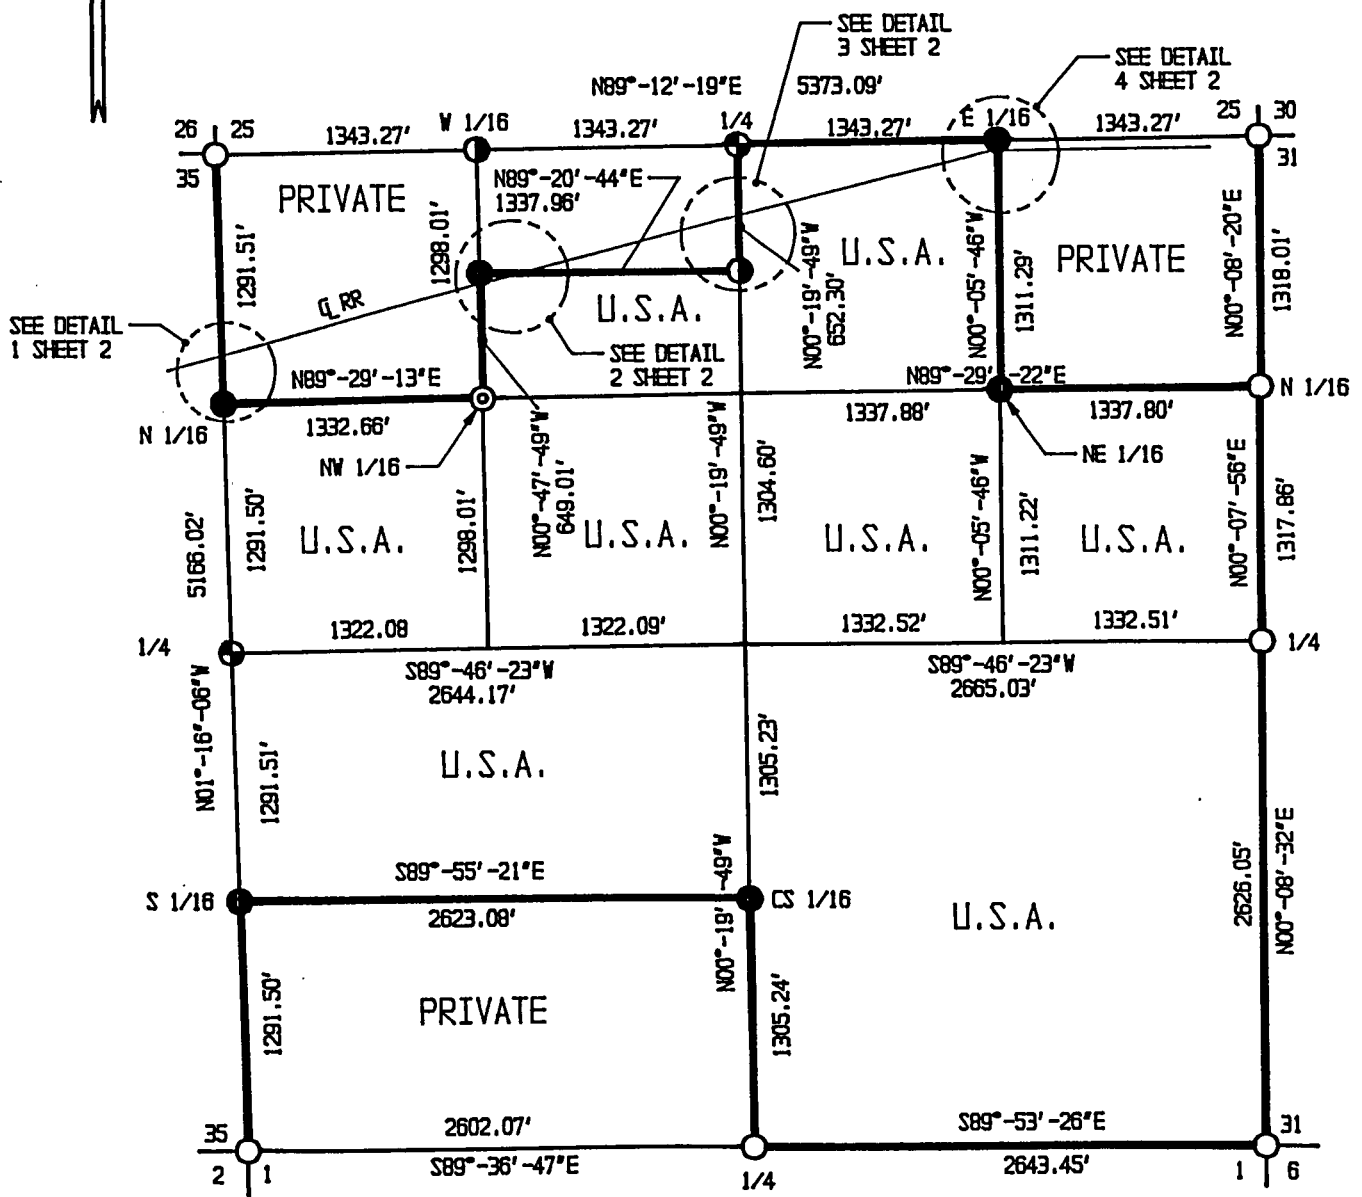 SEE DETAIL
3 SHEET 2
SEE DETAIL
4 SHEET 2
N89°-12'-19"E
5373.09'
26
25
1343.27'
W 1/16
1343.27'
1/4
1343.27'
E 1/16
1343.27'
25
30
35
31
PRIVATE
N89°-20'-44"E
1337.96'
1291.51'
1298.01'
U.S.A.
N00°-19'-49"W
652.30'
N00°-05'-46"W
1311.29'
PRIVATE
N00°-08'-20"E
1318.01'
℄ RR
U.S.A.
SEE DETAIL
1 SHEET 2
SEE DETAIL
2 SHEET 2
N89°-29'-13"E
N89°-29'-22"E
N 1/16
1332.66'
1337.88'
1337.80'
N 1/16
NW 1/16
NE 1/16
N00°-47'-49"W
649.01'
N00°-19'-49"W
1304.60'
5166.02'
1291.50'
1298.01'
N00°-05'-46"W
1311.22'
N00°-07'-56"E
1317.86'
U.S.A.
U.S.A.
U.S.A.
U.S.A.
1/4
1322.08
1322.09'
1332.52'
1332.51'
1/4
S89°-46'-23"W
2644.17'
S89°-46'-23"W
2665.03'
N01°-16'-06"W
1291.51'
U.S.A.
1305.23'
S89°-55'-21"E
S 1/16
2623.08'
CS 1/16
N00°-19'-49"W
U.S.A.
2626.05'
N00°-08'-32"E
1291.50'
PRIVATE
1305.24'
35
2602.07'
S89°-53'-26"E
31
2
1
S89°-36'-47"E
1/4
2643.45'
1
6